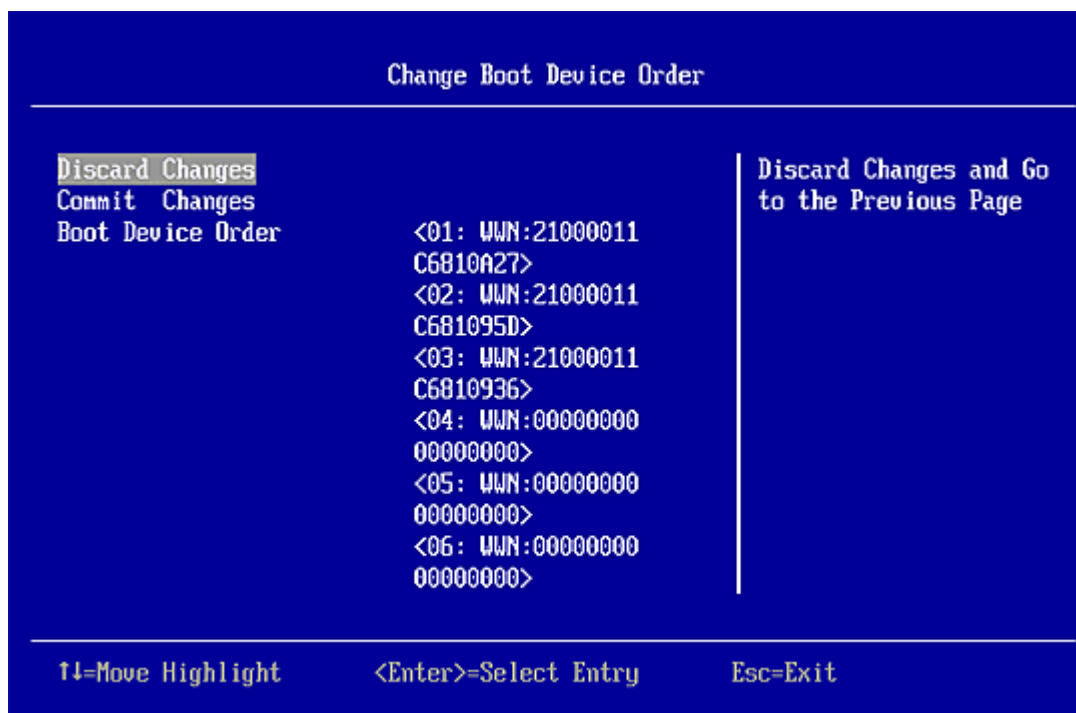 Change Boot Device Order
Discard Changes
Commit Changes
Boot Device Order
<01: WWN:21000011
C6810A27>
<02: WWN:21000011
C681095D>
<03: WWN:21000011
C6810936>
<04: WWN:00000000
00000000>
<05: WWN:00000000
00000000>
<06: WWN:00000000
00000000>
Discard Changes and Go
to the Previous Page
↑↓=Move Highlight
<Enter>=Select Entry
Esc=Exit